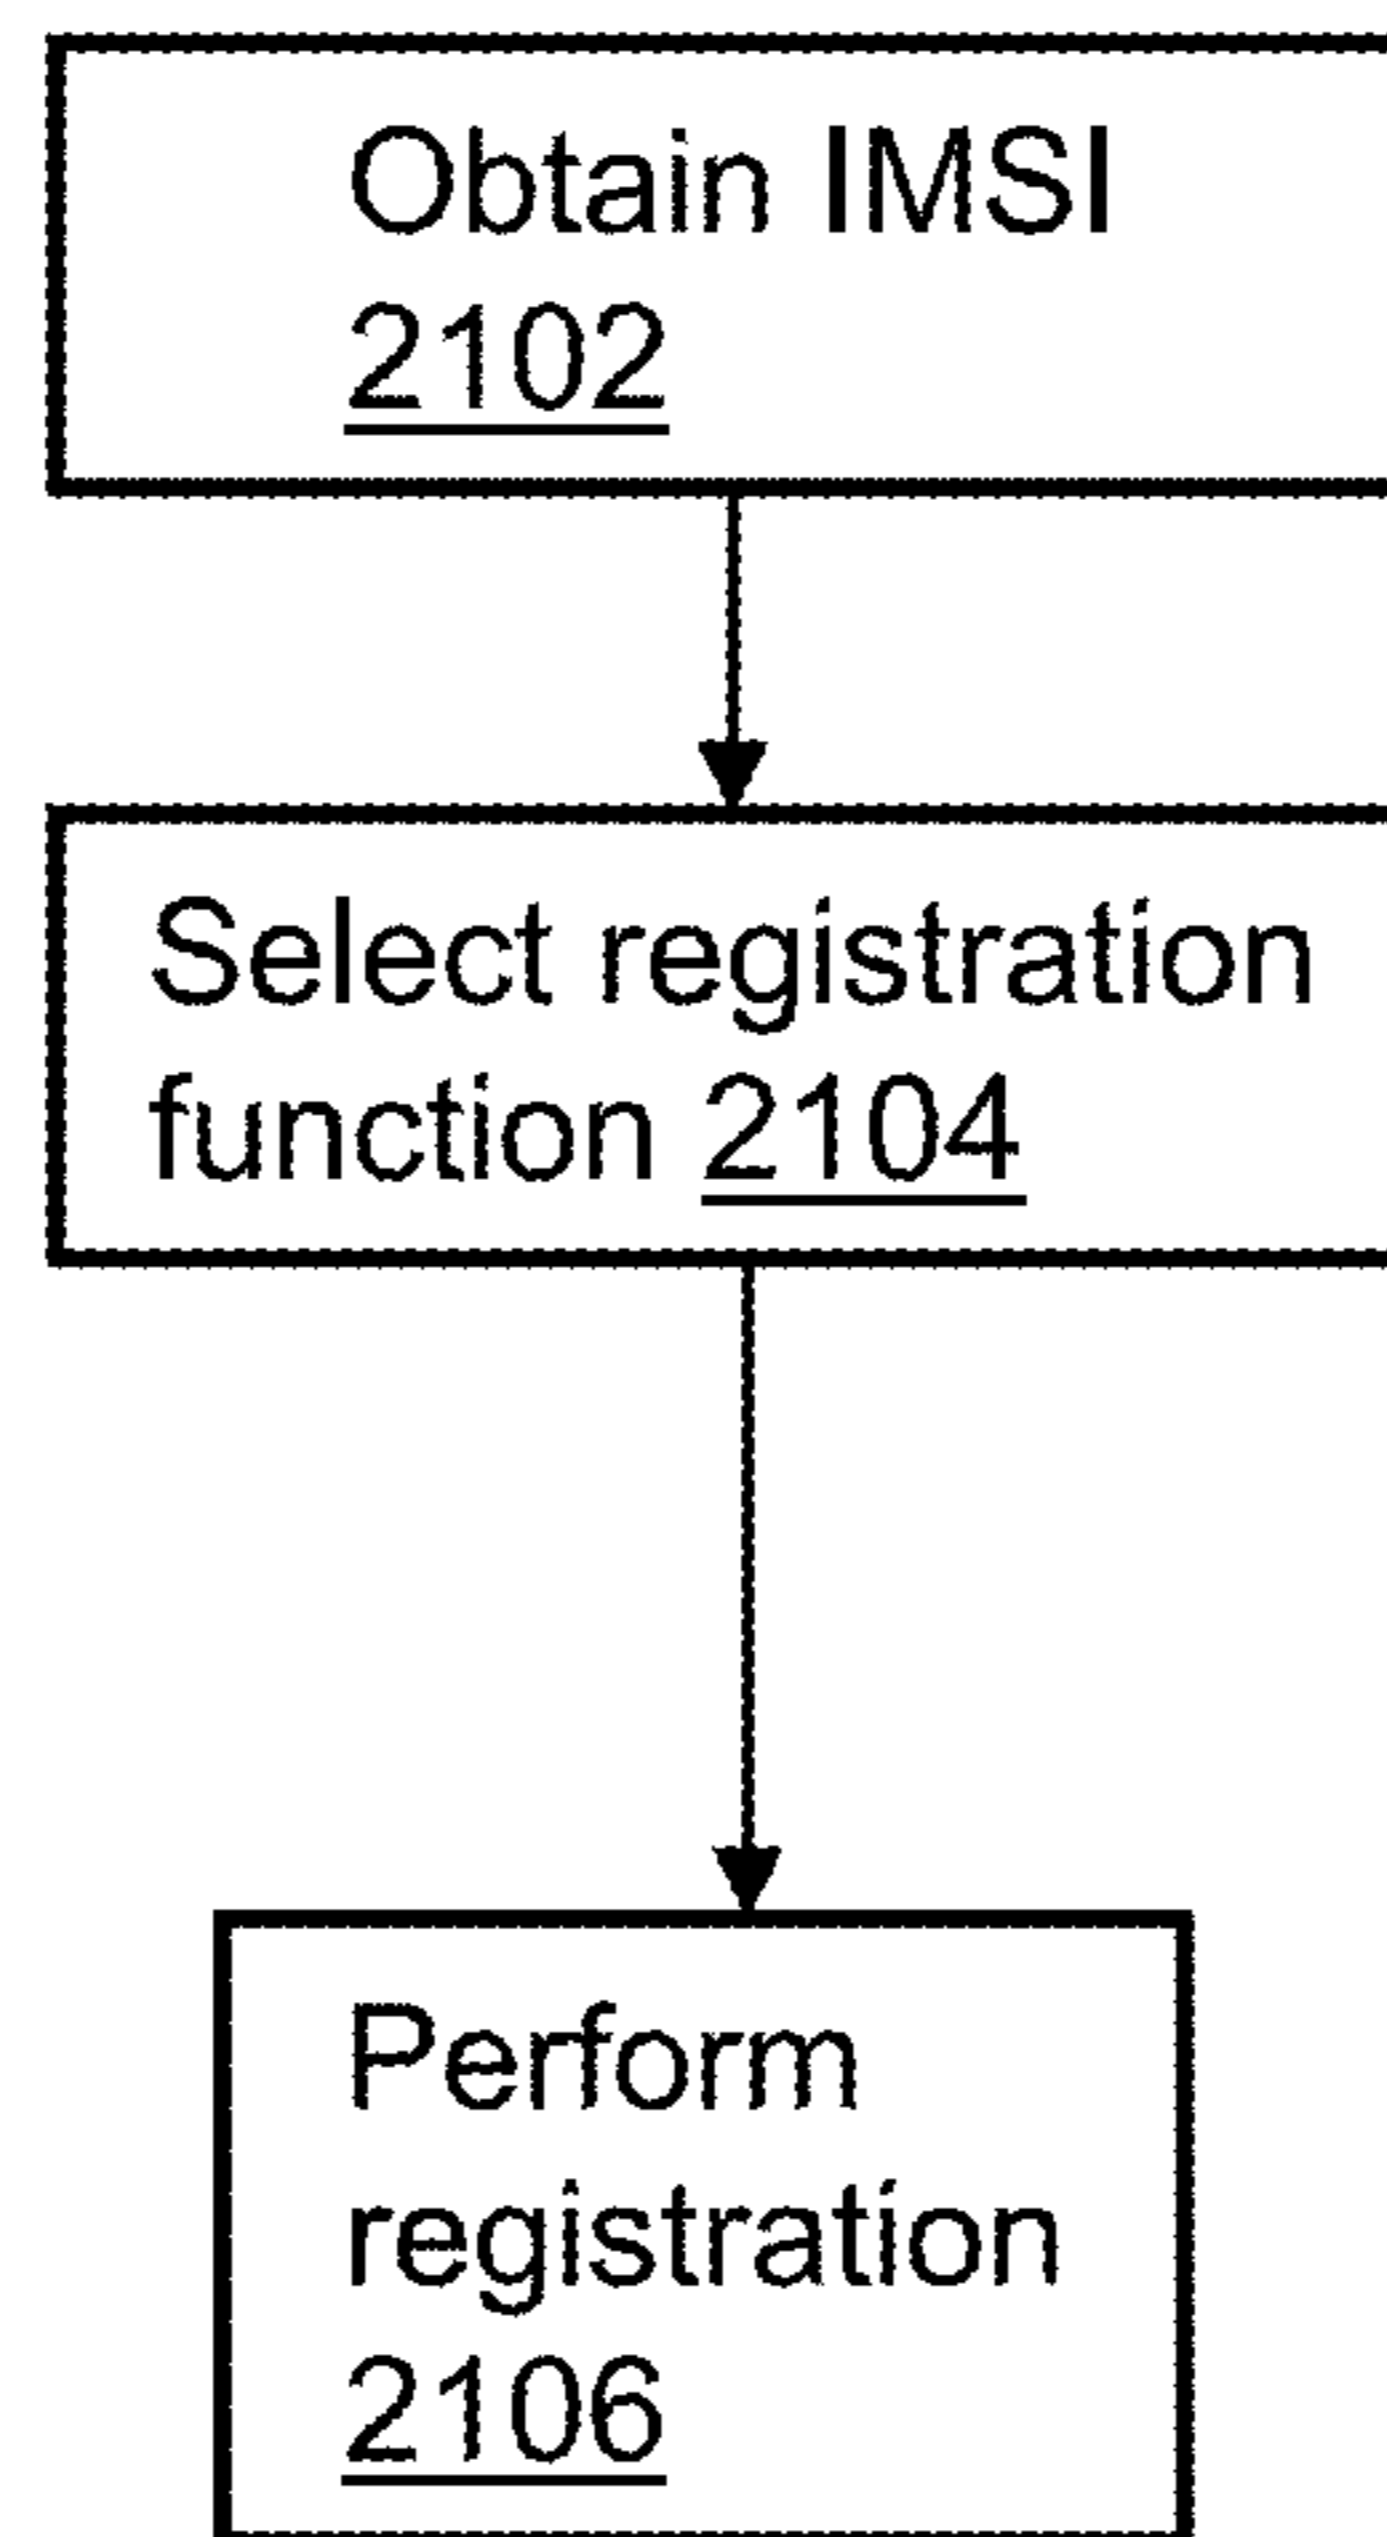 Obtain IMSI
2102
Select registration
function 2104
Perform
registration
2106